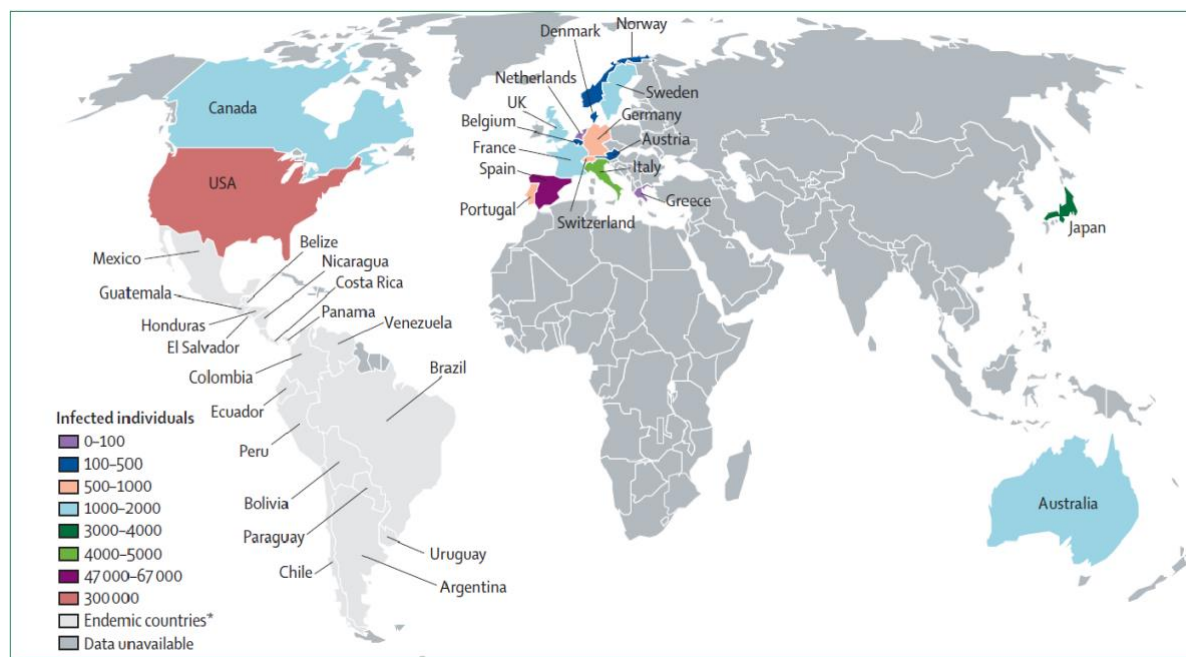 Norway
Denmark
Netherlands
Canada
Sweden
UK
Germany
Belgium
Austria
France
USA
Italy
Spain
Greece
Portugal
Switzerland
Japan
Belize
Mexico
Nicaragua
Costa Rica
Guatemala
Panama
Honduras
Venezuela
El Salvador
Colombia
Brazil
Ecuador
Peru
Bolivia
Australia
Paraguay
Uruguay
Chile
Argentina
Infected individuals
0–100
100–500
500–1000
1000–2000
3000–4000
4000–5000
47 000–67 000
300 000
Endemic countries*
Data unavailable